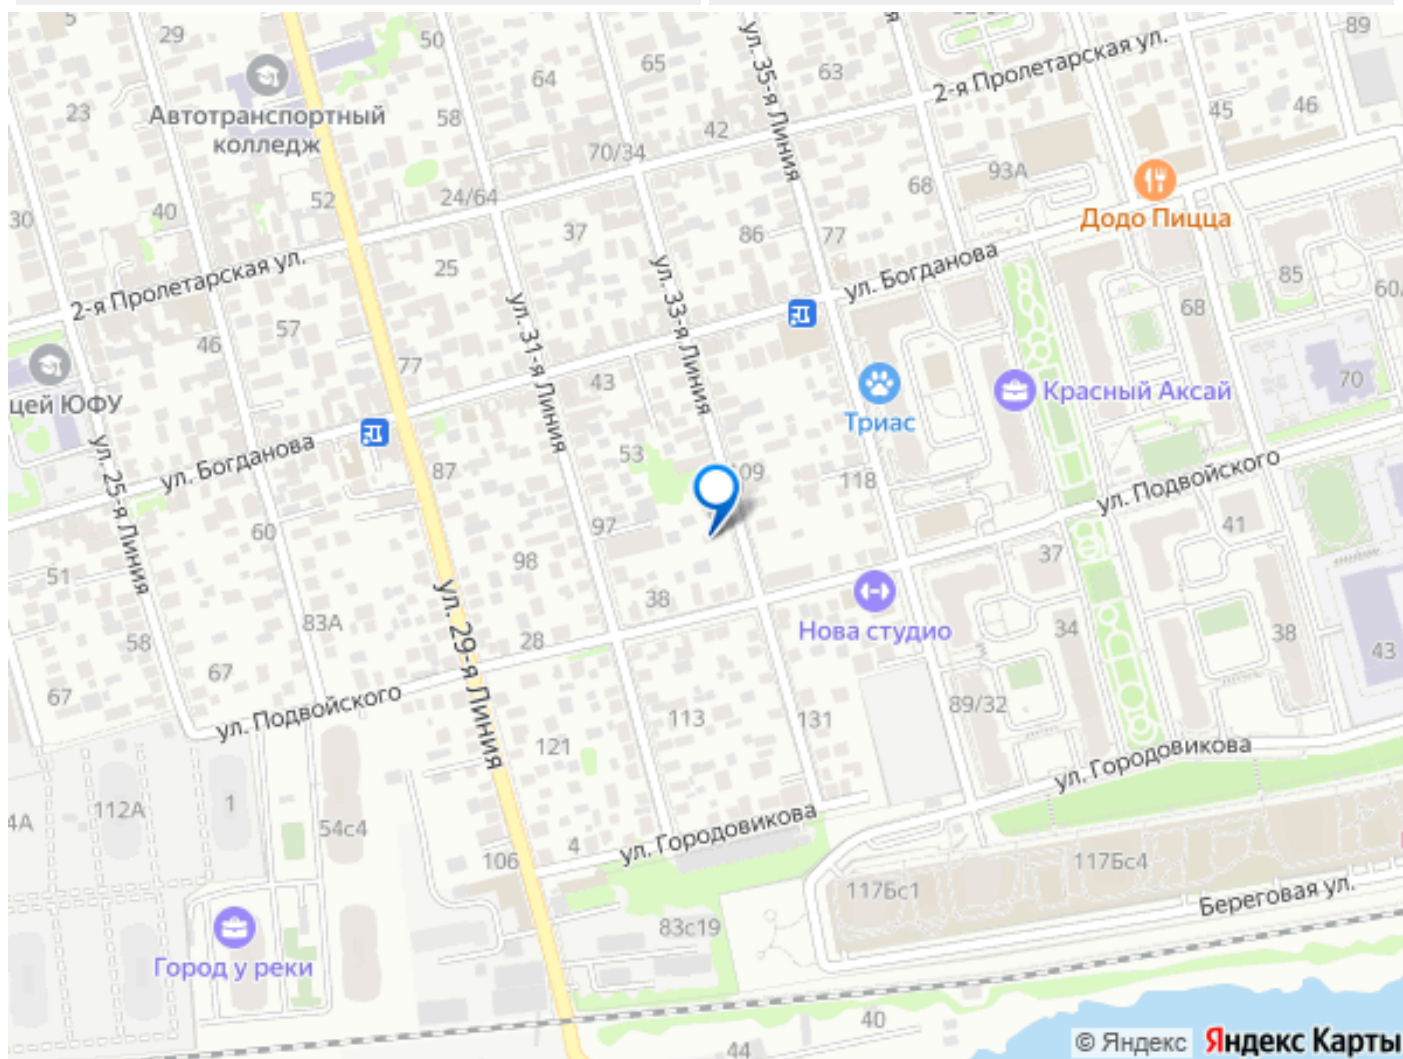 5
29
50
65
63
89
64
2-я Пролетарская ул.
ул. 35-я Линия
23
Автотранспортный
колледж
58
42
45
46
70/34
93А
68
52
24/64
30
40
37
86
77
Додо Пицца
25
ул. Богданова
2-я Пролетарская ул.
ул. 33-я Линия
85
60
68
57
46
ул. 31-я Линия
77
43
70
цей ЮФУ
Триас
Красный Аксай
ул. Богданова
53
87
109
118
ул. 25-я Линия
ул. Подвойского
60
97
41
51
98
37
38
ул. 29-я Линия
83А
28
Нова студио
34
38
43
58
67
67
3
ул. Подвойского
113
131
89/32
121
ул. Городовикова
4А
112А
1
54с4
ул. Городовикова
106
4
117Бс4
117Бс1
Береговая ул.
83с19
Город у реки
40
44
© Яндекс Яндекс Карты